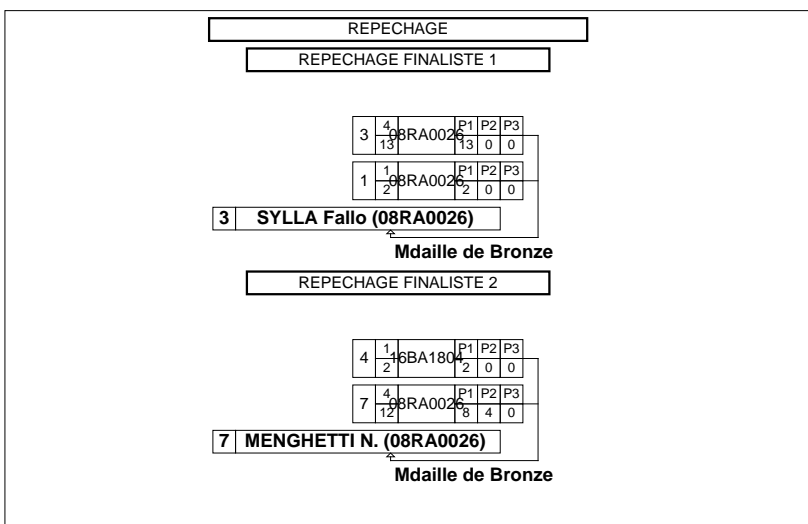 REPECHAGE
REPECHAGE FINALISTE 1
3 4 08RA0026 P1 P2 P3
13 13 0 0
1 1 08RA0026 P1 P2 P3
2 2 0 0
3 SYLLA Fallo (08RA0026)
Mdaille de Bronze
REPECHAGE FINALISTE 2
4 1 16BA1804 P1 P2 P3
2 2 0 0
7 4 08RA0026 P1 P2 P3
12 8 4 0
7 MENGHETTI N. (08RA0026)
Mdaille de Bronze